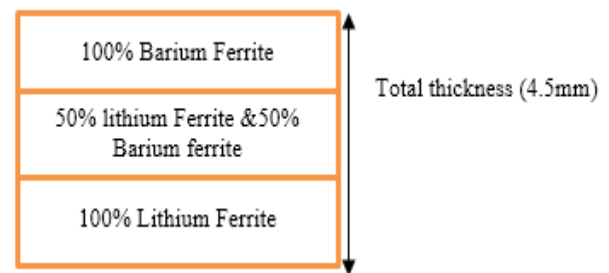 100% Barium Ferrite
Total thickness (4.5mm)
50% lithium Ferrite &50%
Barium ferrite
100% Lithium Ferrite